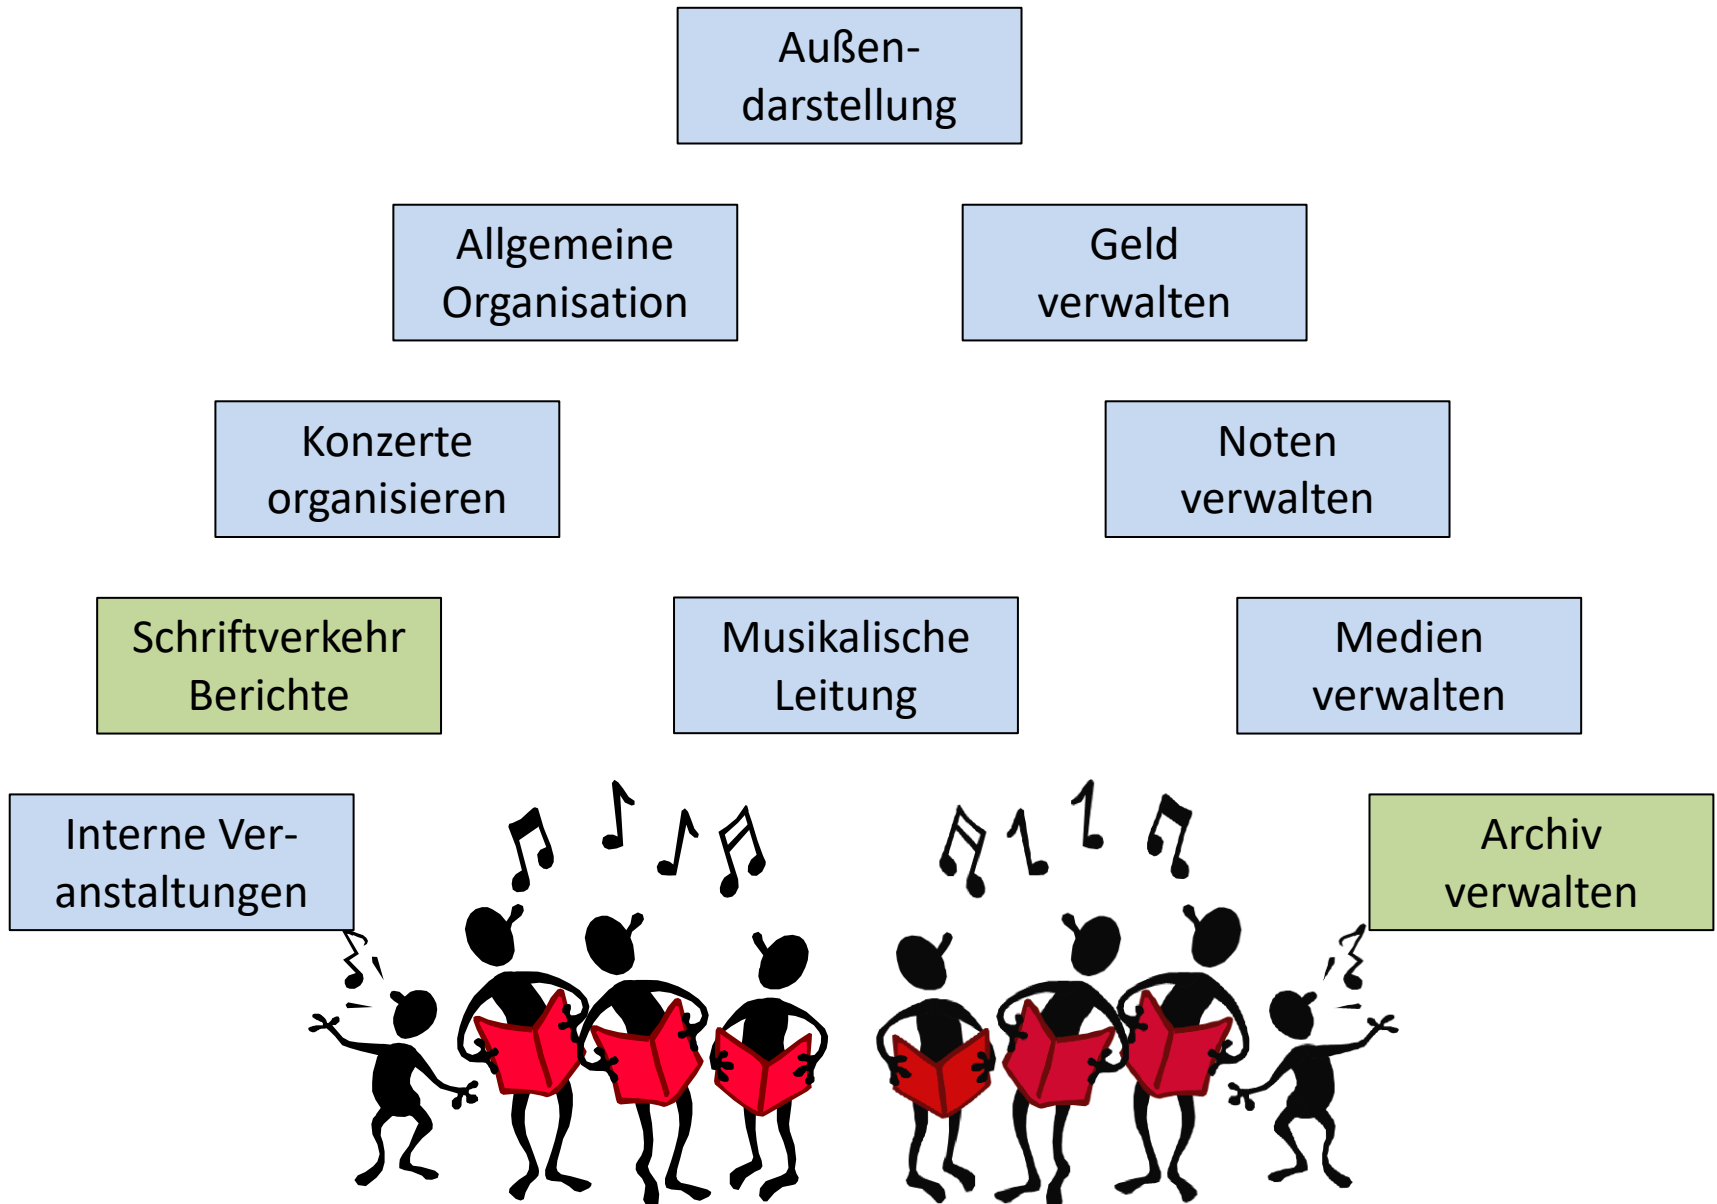 Außen-
darstellung
Allgemeine
Organisation
Geld
verwalten
Konzerte
organisieren
Noten
verwalten
Schriftverkehr
Berichte
Musikalische
Leitung
Medien
verwalten
Interne Ver-
anstaltungen
Archiv
verwalten